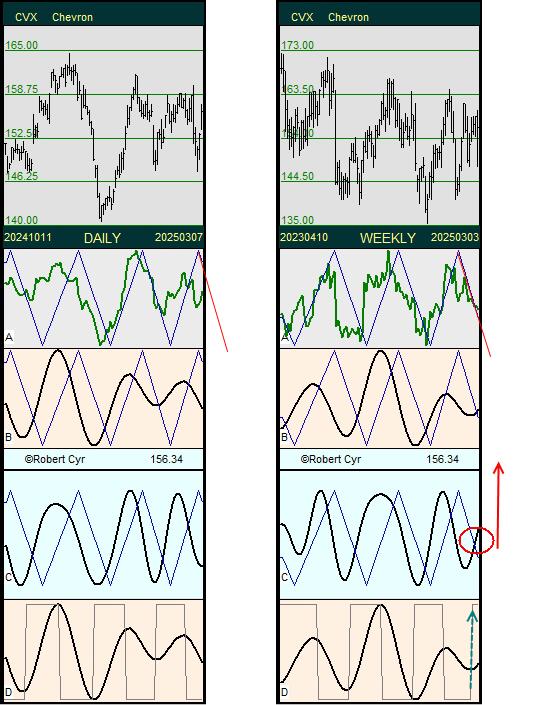 CVX Chevron
165.00
158.75
152.50
146.25
140.00
20241011 DAILY 20250307
A
B
©Robert Cyr 156.34
C
D
CVX Chevron
173.00
163.50
144.50
135.00
20230410 WEEKLY 20250303
A
B
©Robert Cyr 156.34
C
D